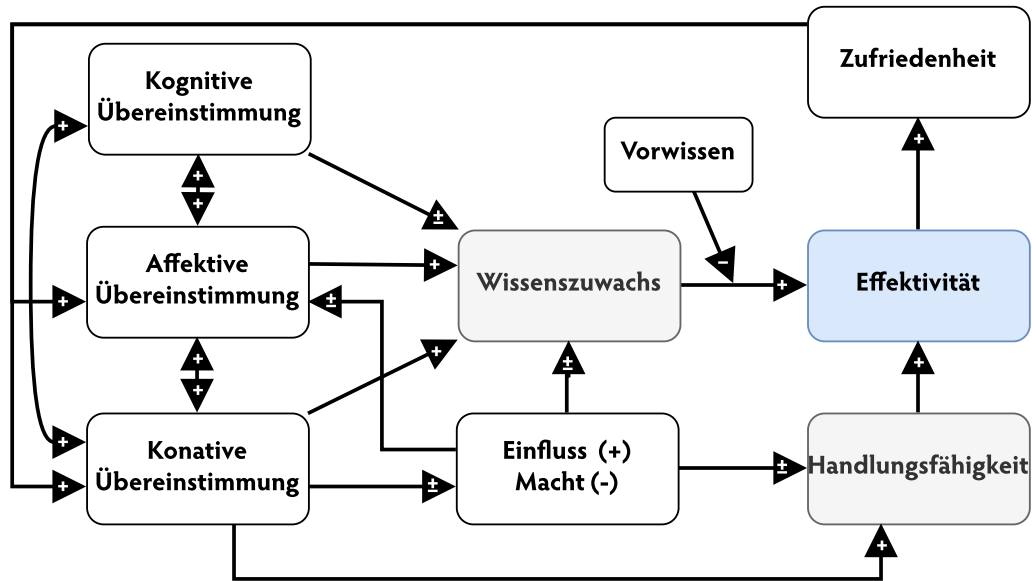 Zufriedenheit
Kognitive
Übereinstimmung
+
+
+
+
Vorwissen
±
Affektive
Übereinstimmung
+
+
±
Wissenszuwachs
−
+
Effektivität
+
+
+
±
+
Konative
Übereinstimmung
+
+
±
Einfluss (+)
Macht (-)
±
Handlungsfähigkeit
+